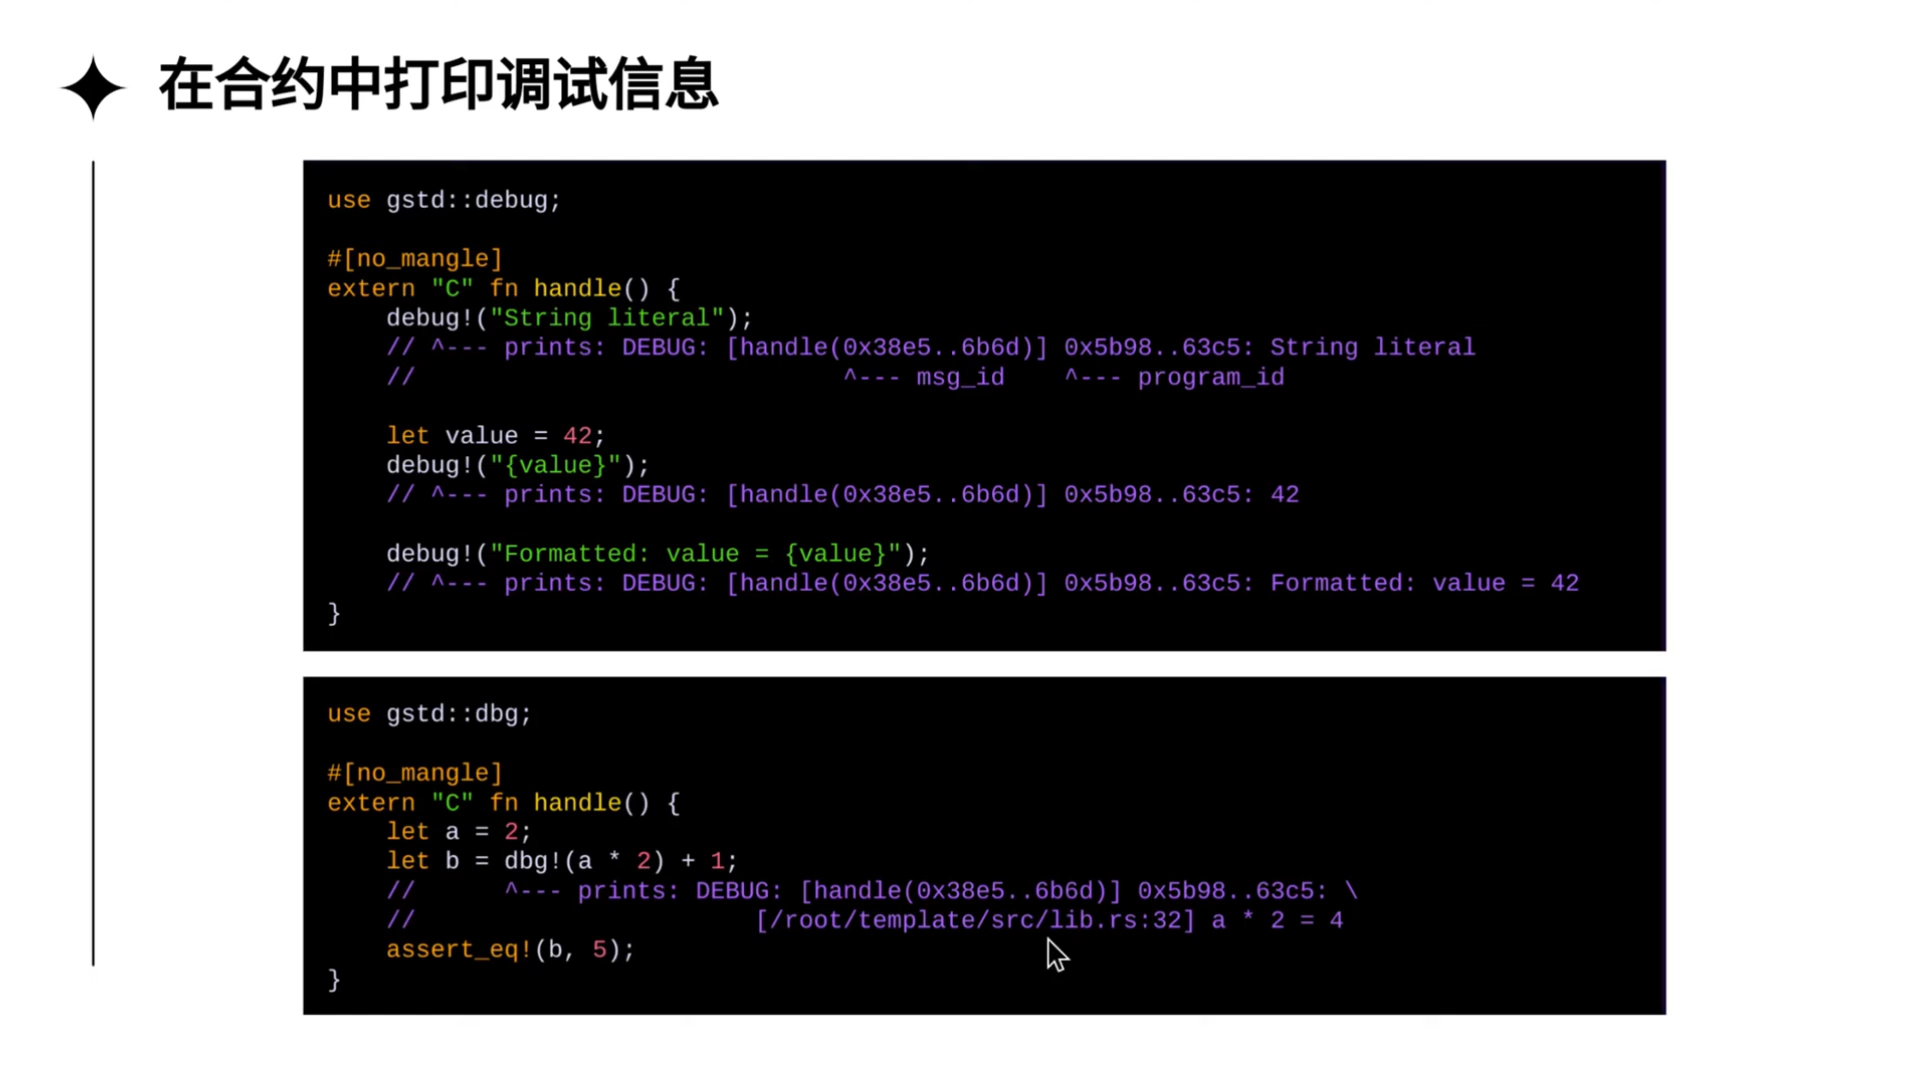 在合约中打印调试信息
use gstd::debug;
#[no_mangle]
extern "C" fn handle() {
    debug!("String literal");
    // ^--- prints: DEBUG: [handle(0x38e5..6b6d)] 0x5b98..63c5: String literal
    //                             ^--- msg_id    ^--- program_id
    let value = 42;
    debug!("{value}");
    // ^--- prints: DEBUG: [handle(0x38e5..6b6d)] 0x5b98..63c5: 42
    debug!("Formatted: value = {value}");
    // ^--- prints: DEBUG: [handle(0x38e5..6b6d)] 0x5b98..63c5: Formatted: value = 42
}
use gstd::dbg;
#[no_mangle]
extern "C" fn handle() {
    let a = 2;
    let b = dbg!(a * 2) + 1;
    //      ^--- prints: DEBUG: [handle(0x38e5..6b6d)] 0x5b98..63c5: \
    //                       [/root/template/src/lib.rs:32] a * 2 = 4
    assert_eq!(b, 5);
}